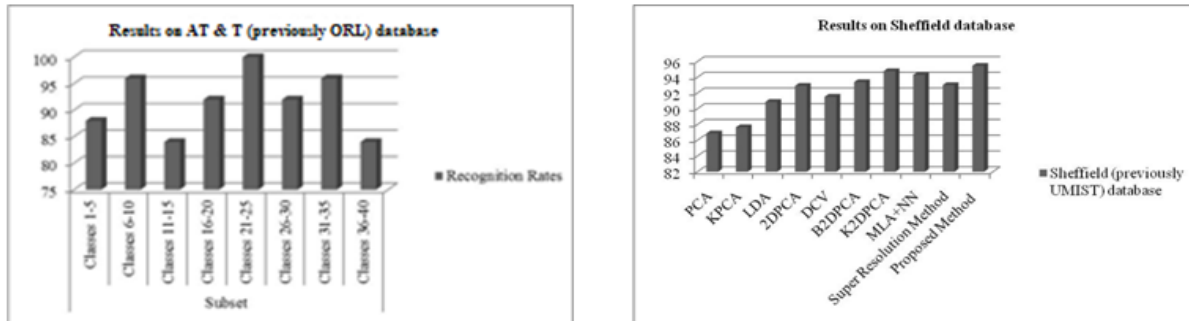 Results on AT & T (previously ORL) database
100
95
90
85
80
75
Classes 1-5
Classes 6-10
Classes 11-15
Classes 16-20
Classes 21-25
Classes 26-30
Classes 31-35
Classes 36-40
Subset
Recognition Rates
Results on Sheffield database
96
94
92
90
88
86
84
82
PCA
KPCA
LDA
2DPCA
DCV
B2DPCA
K2DPCA
MLA+NN
Super Resolution Method
Proposed Method
Sheffield (previously
UMIST) database